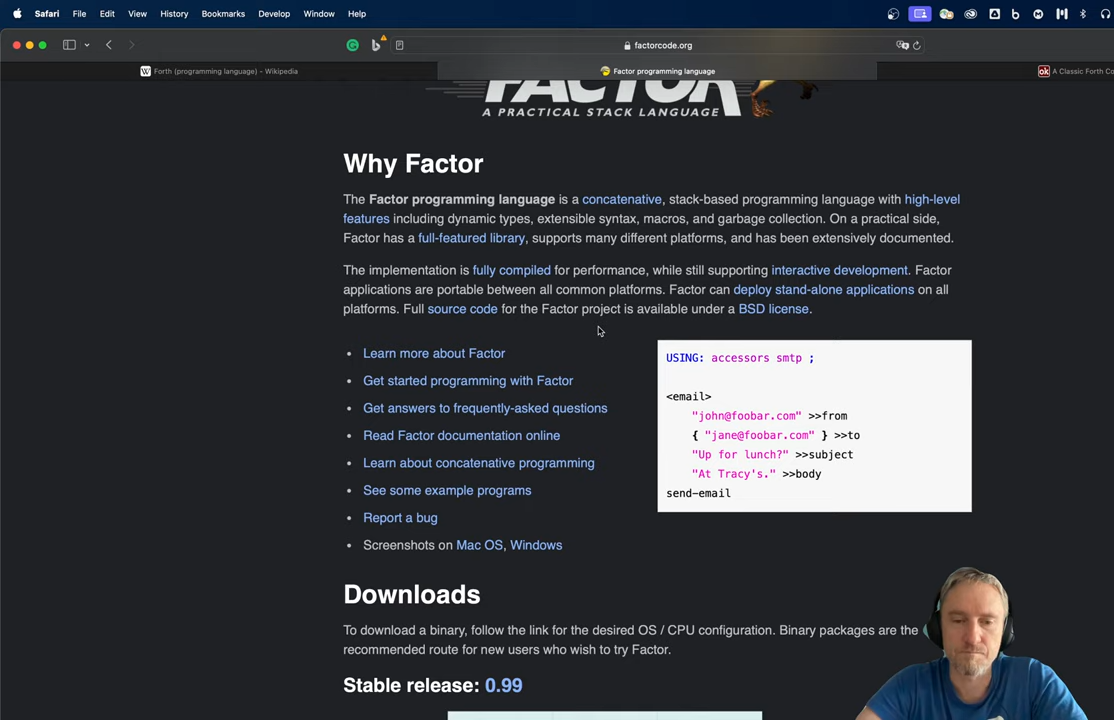 Safari File Edit View History Bookmarks Develop Window Help
factorcode.org
Forth (programming language) – Wikipedia
Factor programming language
A Classic Forth Co
FACTOR
A PRACTICAL STACK LANGUAGE
Why Factor
The Factor programming language is a concatenative, stack-based programming language with high-level
features including dynamic types, extensible syntax, macros, and garbage collection. On a practical side,
Factor has a full-featured library, supports many different platforms, and has been extensively documented.
The implementation is fully compiled for performance, while still supporting interactive development. Factor
applications are portable between all common platforms. Factor can deploy stand-alone applications on all
platforms. Full source code for the Factor project is available under a BSD license.
• Learn more about Factor
• Get started programming with Factor
• Get answers to frequently-asked questions
• Read Factor documentation online
• Learn about concatenative programming
• See some example programs
• Report a bug
• Screenshots on Mac OS, Windows
USING: accessors smtp ;
<email>
"john@foobar.com" >>from
{ "jane@foobar.com" } >>to
"Up for lunch?" >>subject
"At Tracy's." >>body
send-email
Downloads
To download a binary, follow the link for the desired OS / CPU configuration. Binary packages are the
recommended route for new users who wish to try Factor.
Stable release: 0.99